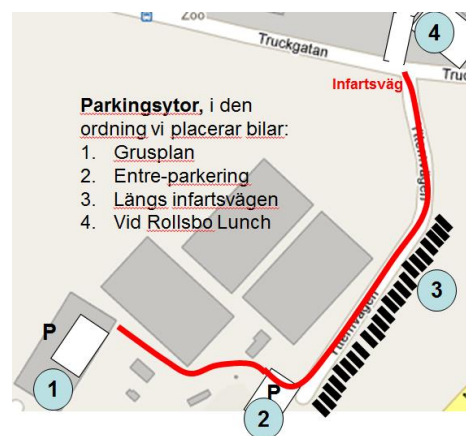 Zoo
Truckgatan
4
Infartsväg
Parkingsytor, i den
ordning vi placerar bilar:
1. Grusplan
2. Entre-parkering
3. Längs infartsvägen
4. Vid Rollsbo Lunch
3
P
1
P
2